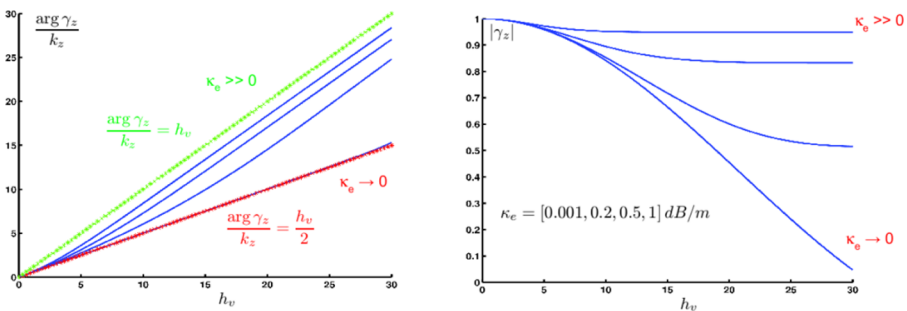 30
arg γz
kz
25
κe >> 0
20
arg γz / kz = hv
15
10
κe → 0
arg γz / kz = hv / 2
5
0
0 5 10 15 20 25 30
hv
1
|γz|
κe >> 0
0.9
0.8
0.7
0.6
0.5
0.4
0.3
κe = [0.001, 0.2, 0.5, 1] dB/m
0.2
κe → 0
0.1
0
0 5 10 15 20 25 30
hv